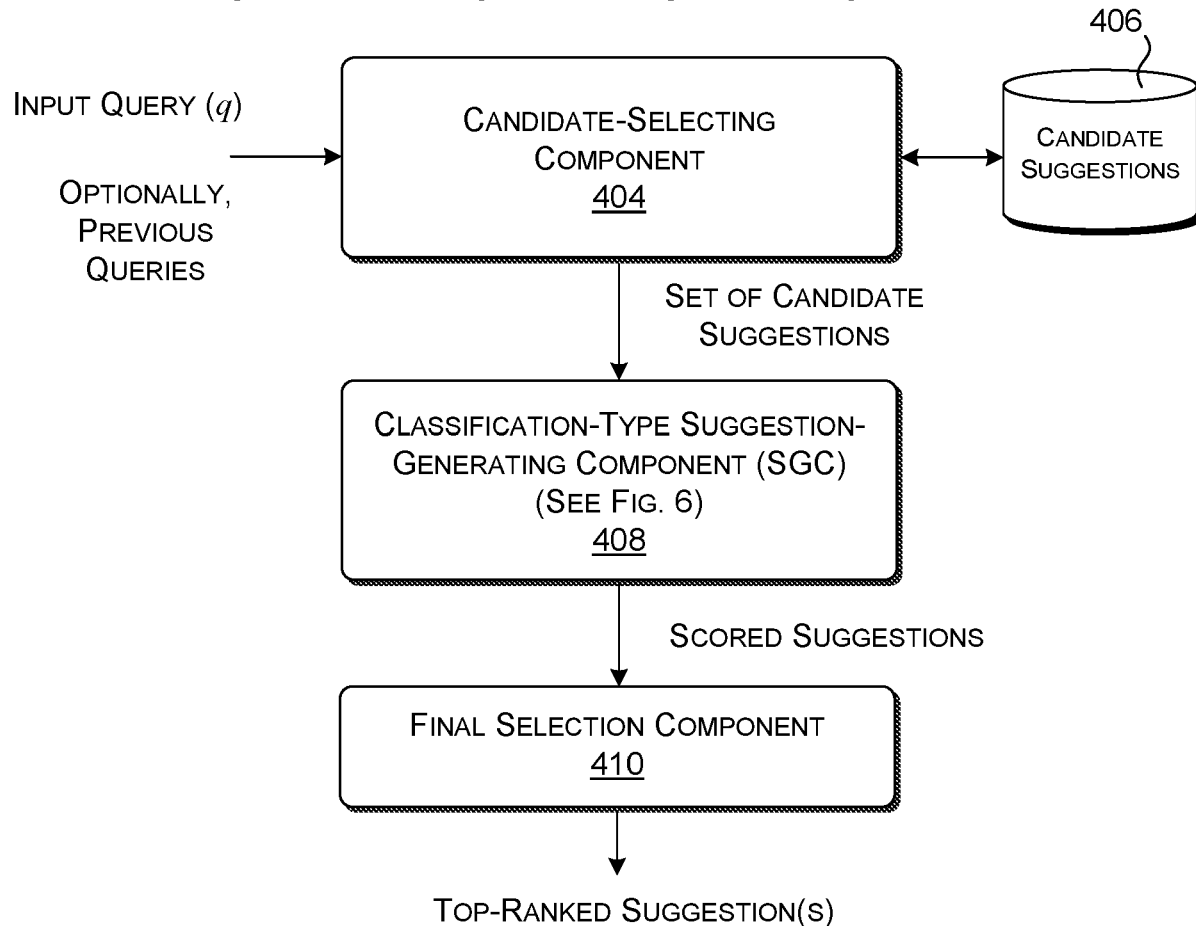 406
INPUT QUERY (q)
OPTIONALLY,
PREVIOUS
QUERIES
CANDIDATE-SELECTING
COMPONENT
404
CANDIDATE
SUGGESTIONS
SET OF CANDIDATE
SUGGESTIONS
CLASSIFICATION-TYPE SUGGESTION-
GENERATING COMPONENT (SGC)
(SEE FIG. 6)
408
SCORED SUGGESTIONS
FINAL SELECTION COMPONENT
410
TOP-RANKED SUGGESTION(S)